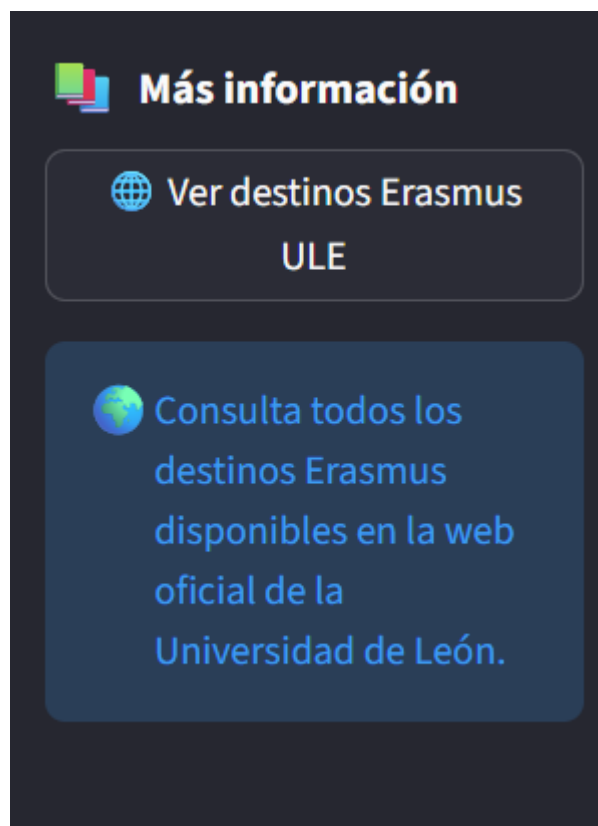 Más información
Ver destinos Erasmus
ULE
Consulta todos los
destinos Erasmus
disponibles en la web
oficial de la
Universidad de León.